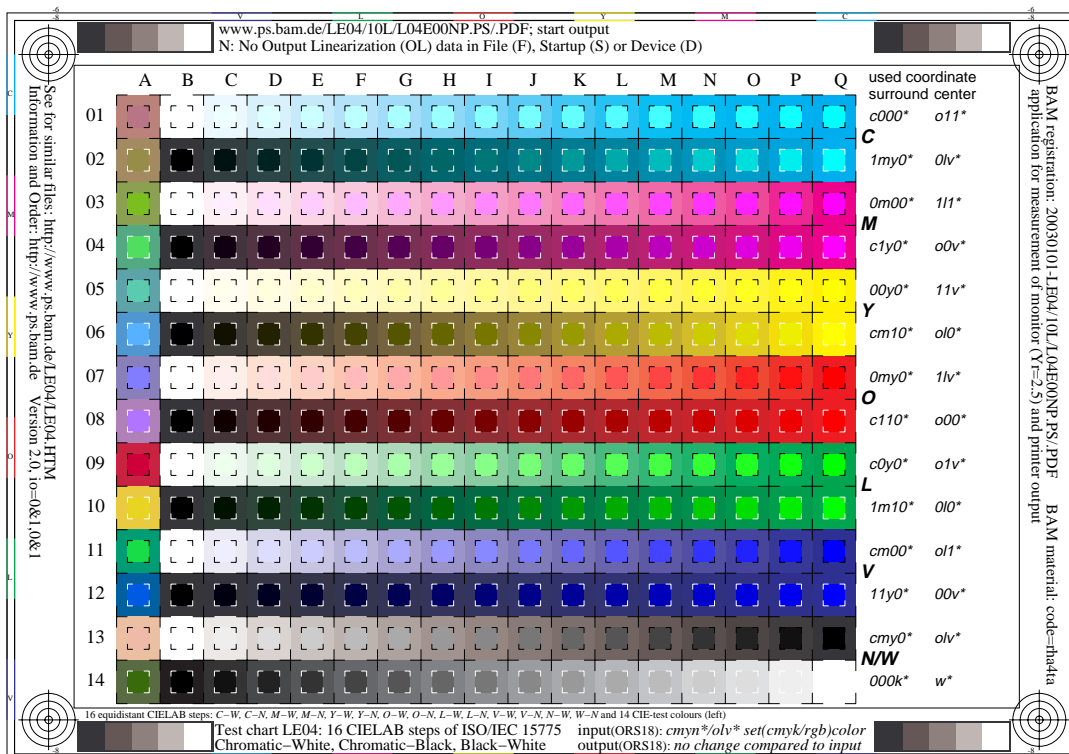 -6
-8
V L O Y M C
-6
-8
www.ps.bam.de/LE04/10L/L04E00NP.PS/.PDF; start output
N: No Output Linearization (OL) data in File (F), Startup (S) or Device (D)
A B C D E F G H I J K L M N O P Q
used coordinate
surround center
01 c000* o11*
C
02 1my0* 0lv*
03 0m00* 1l1*
M
04 c1y0* o0v*
05 00y0* 11v*
Y
06 cm10* ol0*
07 0my0* 1lv*
O
08 c110* o00*
09 c0y0* o1v*
L
10 1m10* 0l0*
11 cm00* ol1*
V
12 11y0* 00v*
13 cmy0* olv*
N/W
14 000k* w*
16 equidistant CIELAB steps: C−W, C−N, M−W, M−N, Y−W, Y−N, O−W, O−N, L−W, L−N, V−W, V−N, N−W, W−N and 14 CIE-test colours (left)
Test chart LE04: 16 CIELAB steps of ISO/IEC 15775
Chromatic−White, Chromatic−Black, Black−White
input(ORS18): cmyn*/olv* set(cmyk/rgb)color
output(ORS18): no change compared to input
See for similar files: http://www.ps.bam.de/LE04/LE04.HTM
Information and Order: http://www.ps.bam.de Version 2.0, io=0&1,0&1
BAM registration: 20030101-LE04/10L/L04E00NP.PS/.PDF BAM material: code=rha4ta
application for measurement of monitor (Yr=2.5) and printer output
C
M
Y
O
L
V
-8
-8